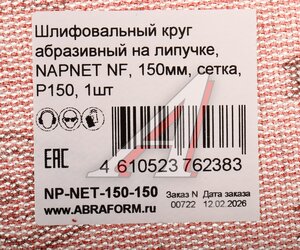 Шлифовальный круг
абразивный на липучке,
NAPNET NF, 150мм, сетка,
P150, 1шт
EAC
4 610523 762383
NP-NET-150-150
www.ABRAFORM.ru
Заказ N Дата заказа
00722 12.02.2026